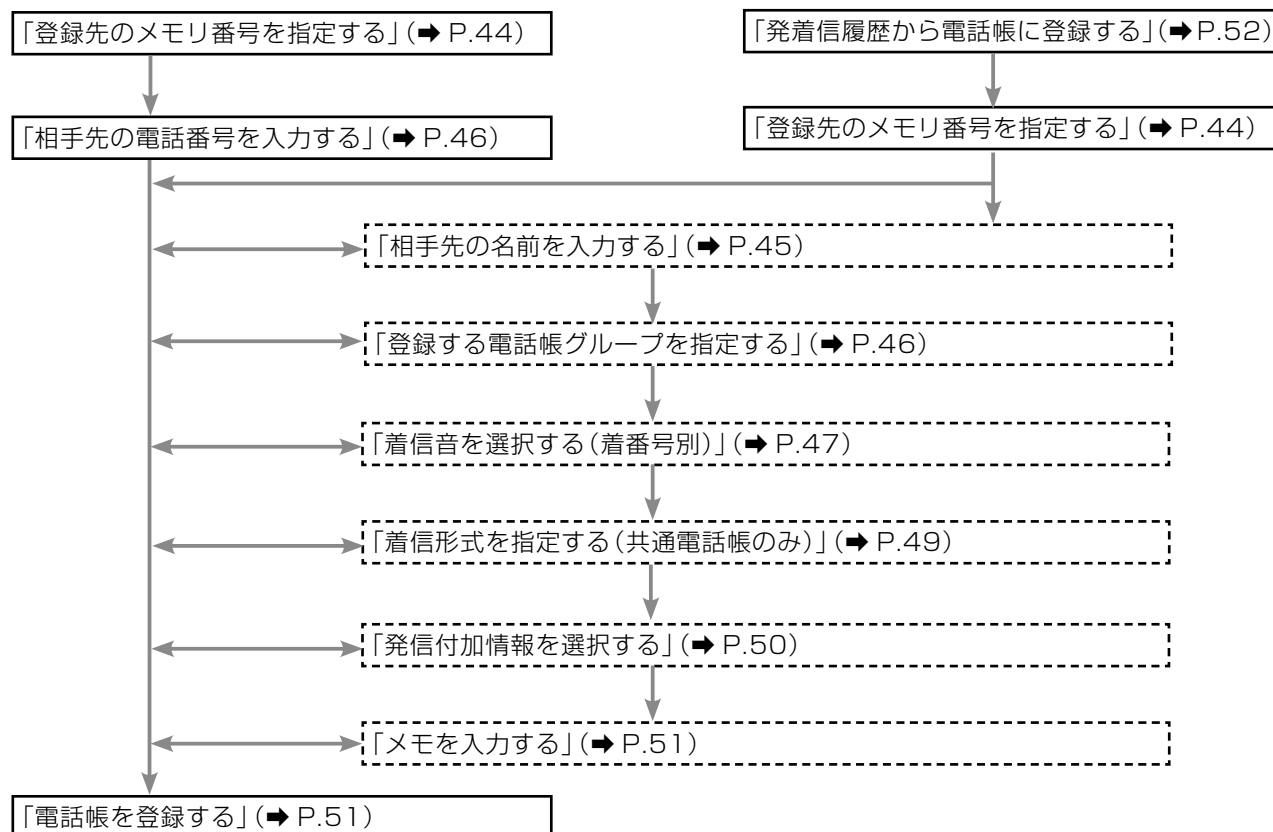 「登録先のメモリ番号を指定する」(➡ P.44)
「発着信履歴から電話帳に登録する」(➡P.52)
「相手先の電話番号を入力する」(➡ P.46)
「登録先のメモリ番号を指定する」(➡ P.44)
「相手先の名前を入力する」(➡ P.45)
「登録する電話帳グループを指定する」(➡ P.46)
「着信音を選択する(着番号別)」(➡ P.47)
「着信形式を指定する(共通電話帳のみ)」(➡ P.49)
「発信付加情報を選択する」(➡ P.50)
「メモを入力する」(➡ P.51)
「電話帳を登録する」(➡ P.51)